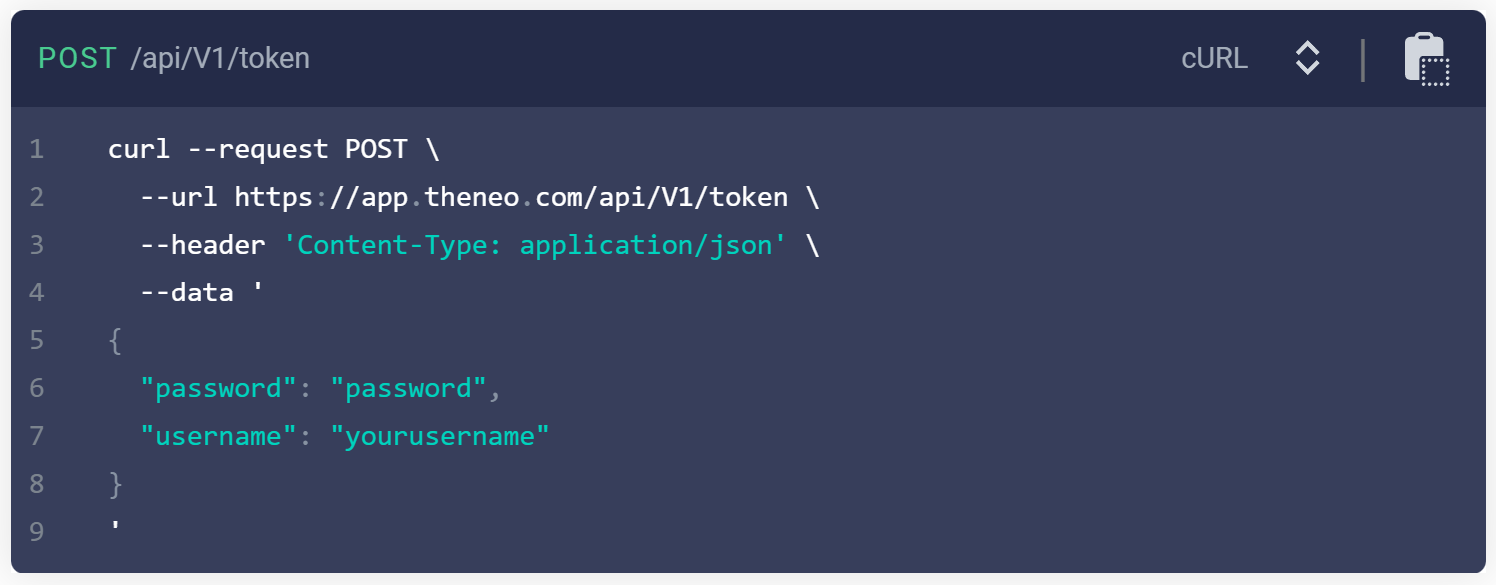 POST /api/V1/token cURL |
1 curl --request POST \
2   --url https://app.theneo.com/api/V1/token \
3   --header 'Content-Type: application/json' \
4   --data '
5 {
6   "password": "password",
7   "username": "yourusername"
8 }
9 '